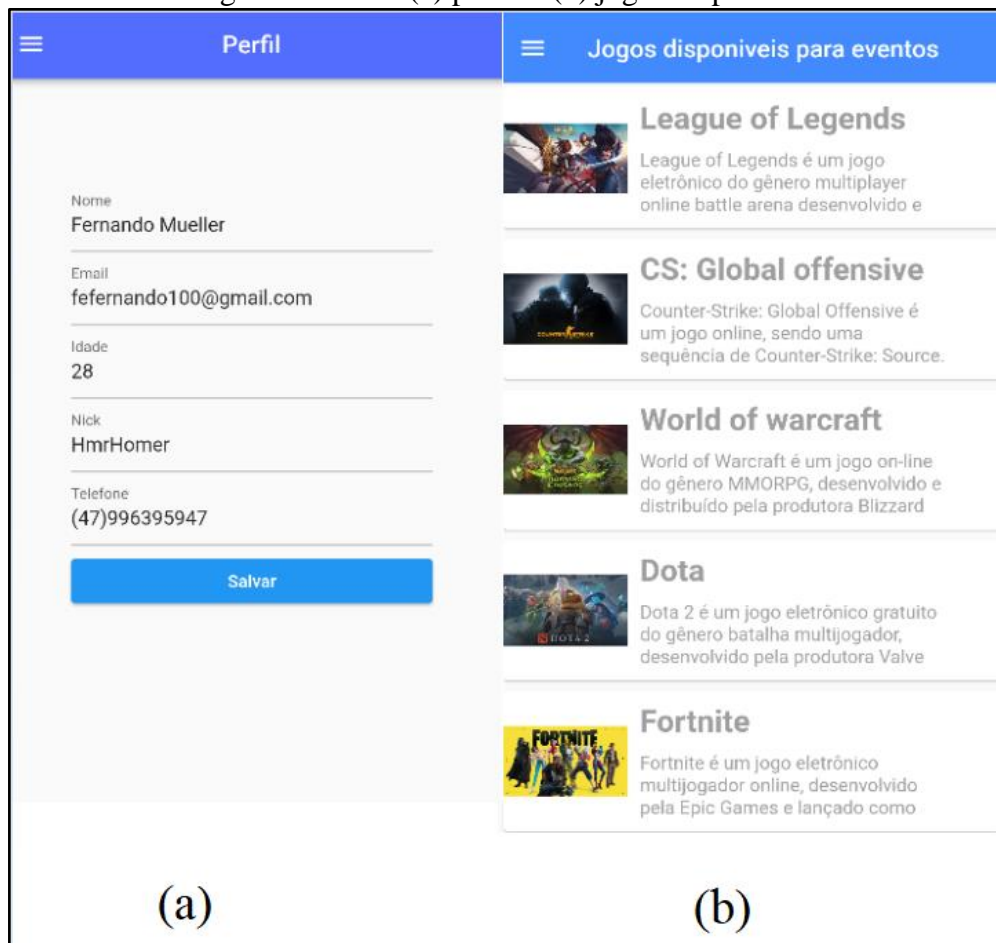 Perfil
Nome
Fernando Mueller
Email
fefernando100@gmail.com
Idade
28
Nick
HmrHomer
Telefone
(47)996395947
Salvar
(a)
Jogos disponiveis para eventos
League of Legends
League of Legends é um jogo
eletrônico do gênero multiplayer
online battle arena desenvolvido e
CS: Global offensive
Counter-Strike: Global Offensive é
um jogo online, sendo uma
sequência de Counter-Strike: Source.
World of warcraft
World of Warcraft é um jogo on-line
do gênero MMORPG, desenvolvido e
distribuído pela produtora Blizzard
DOTA 2
Dota
Dota 2 é um jogo eletrônico gratuito
do gênero batalha multijogador,
desenvolvido pela produtora Valve
FORTNITE
Fortnite
Fortnite é um jogo eletrônico
multijogador online, desenvolvido
pela Epic Games e lançado como
(b)